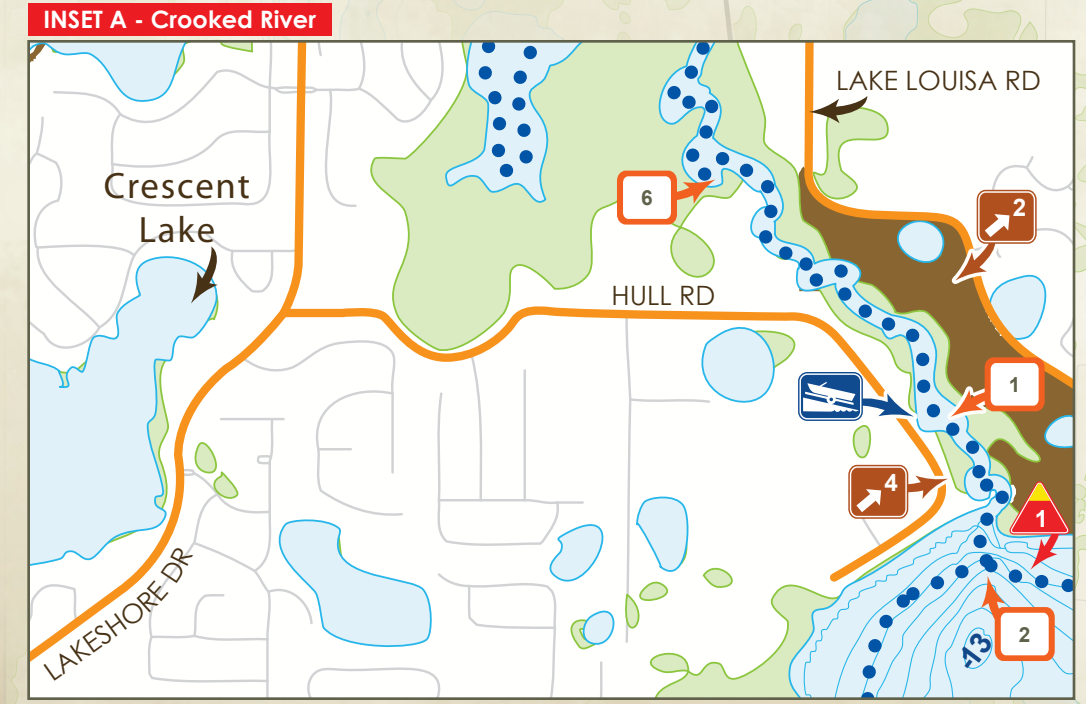 INSET A - Crooked River
LAKE LOUISA RD
Crescent
Lake
6
2
HULL RD
1
4
1
LAKESHORE DR
2
-13